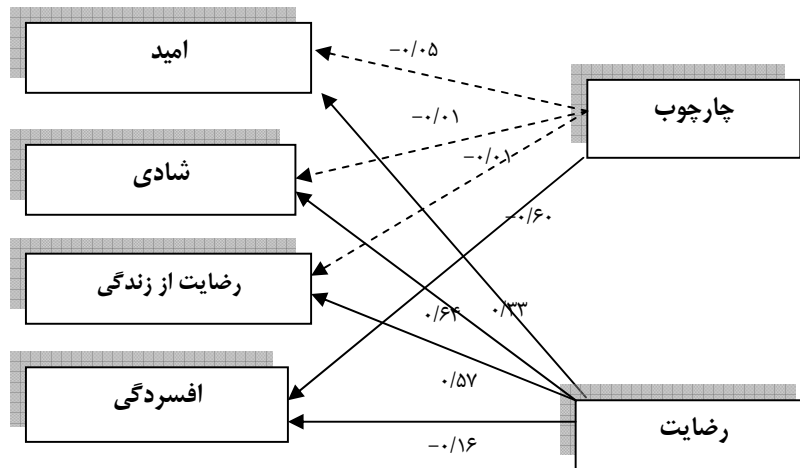 امید
−۰/۰۵
چارچوب
−۰/۰۱
شادی
−۰/۰۱
−۰/۶۰
رضایت از زندگی
۰/۶۴
۰/۳۳
افسردگی
۰/۵۷
رضایت
−۰/۱۶